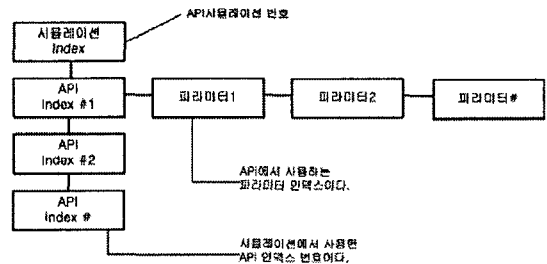 API시뮬레이션 번호
시뮬레이션
Index
API
Index #1
파라미터1
파라미터2
파라미터#
API
Index #2
API에서 사용하는
파라미터 인덱스이다.
API
Index #
시뮬레이션에서 사용한
API 인덱스 번호이다.